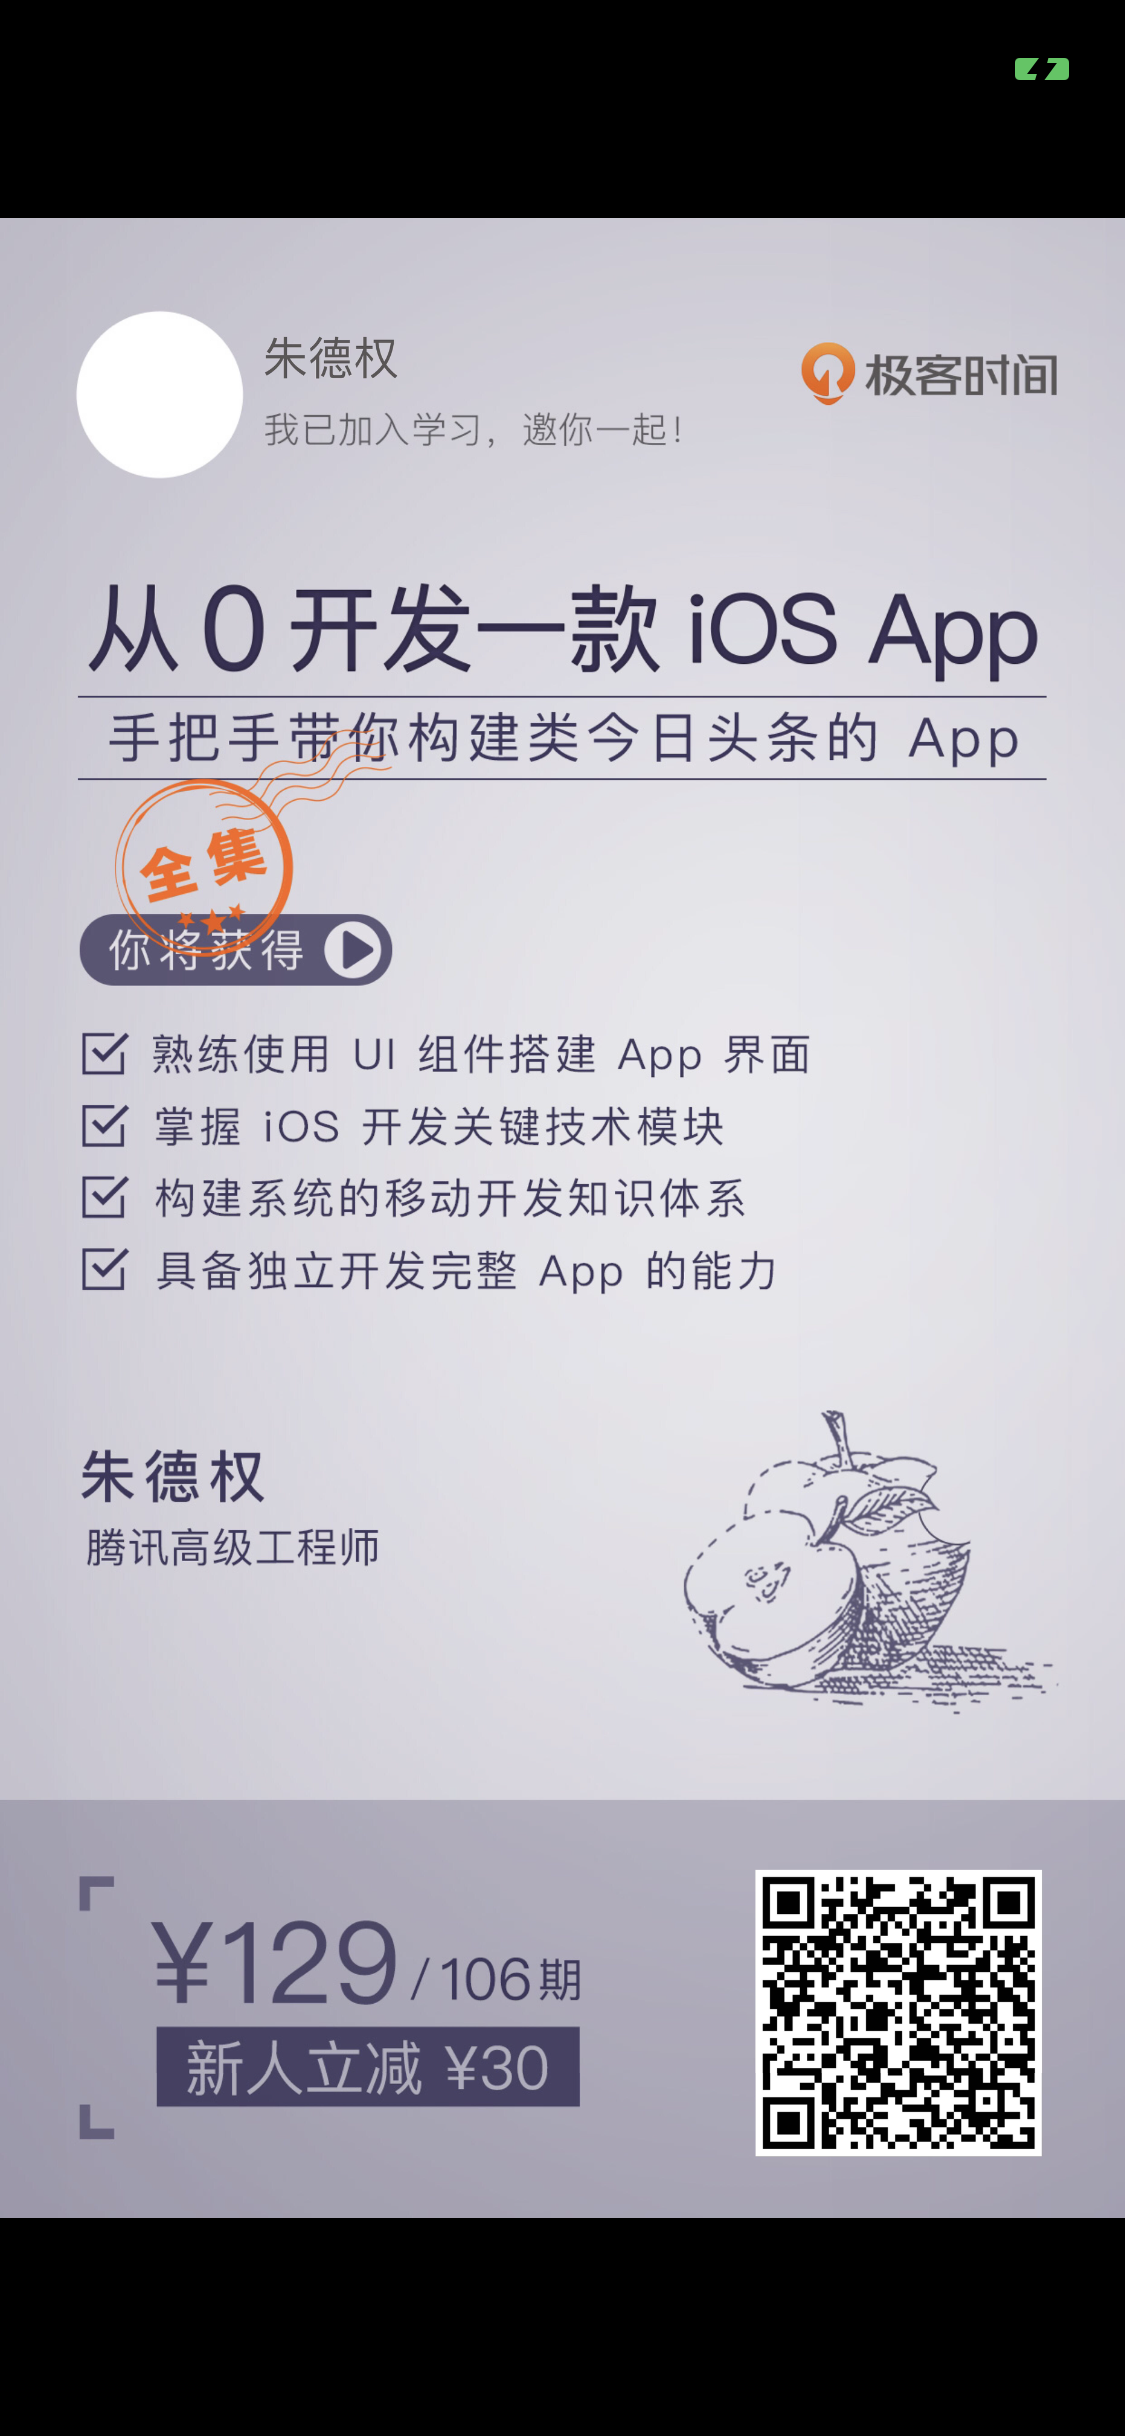 朱德权
我已加入学习，邀你一起！
极客时间
从 0 开发一款 iOS App
手把手带你构建类今日头条的 App
全集
你将获得
熟练使用 UI 组件搭建 App 界面
掌握 iOS 开发关键技术模块
构建系统的移动开发知识体系
具备独立开发完整 App 的能力
朱德权
腾讯高级工程师
¥129/106期
新人立减 ¥30